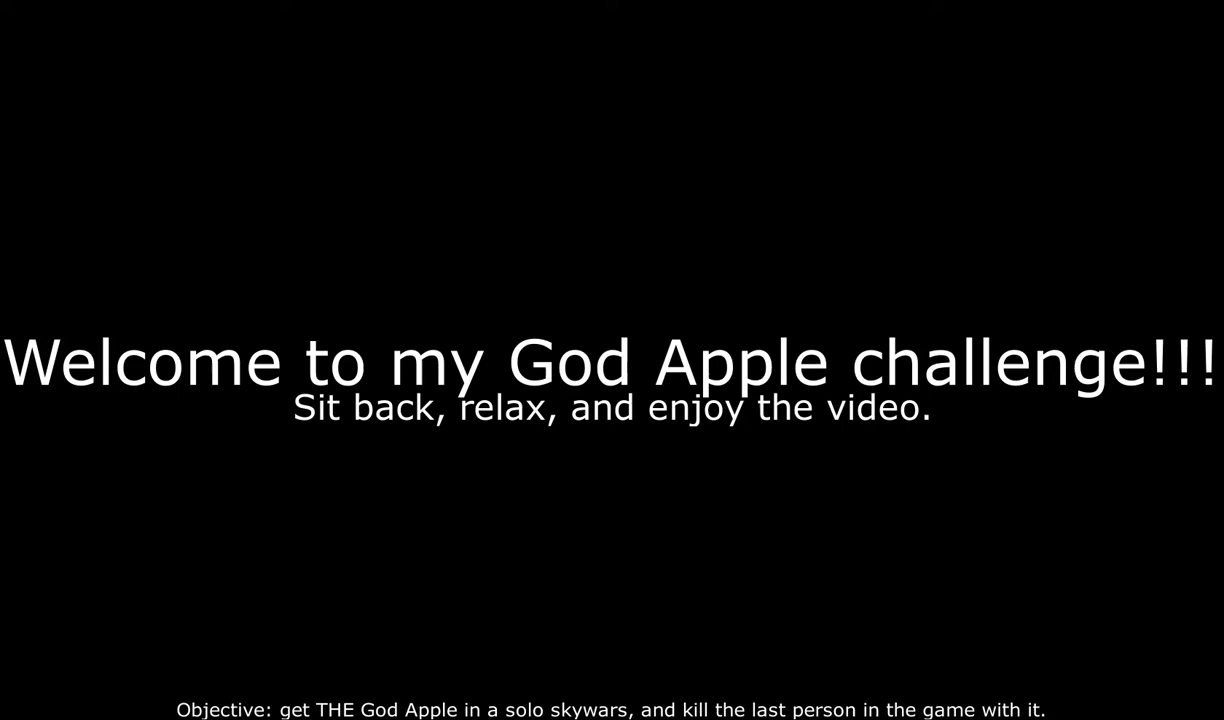 Welcome to my God Apple challenge!!!
Sit back, relax, and enjoy the video.
Objective: get THE God Apple in a solo skywars, and kill the last person in the game with it.